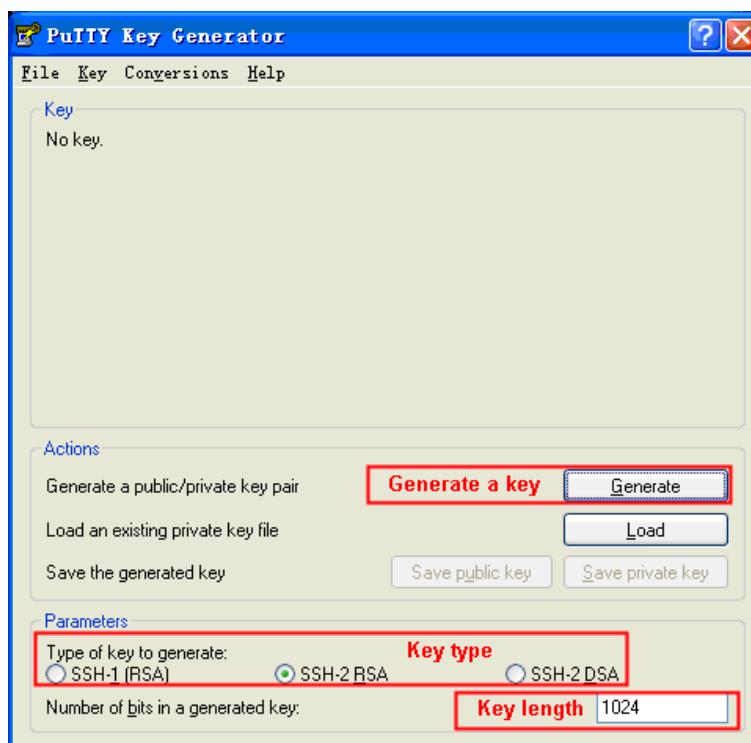 PuTTY Key Generator
File Key Conversions Help
Key
No key.
Actions
Generate a public/private key pair Generate a key Generate
Load an existing private key file Load
Save the generated key Save public key Save private key
Parameters
Type of key to generate: Key type
SSH-1 (RSA) SSH-2 RSA SSH-2 DSA
Number of bits in a generated key: Key length 1024